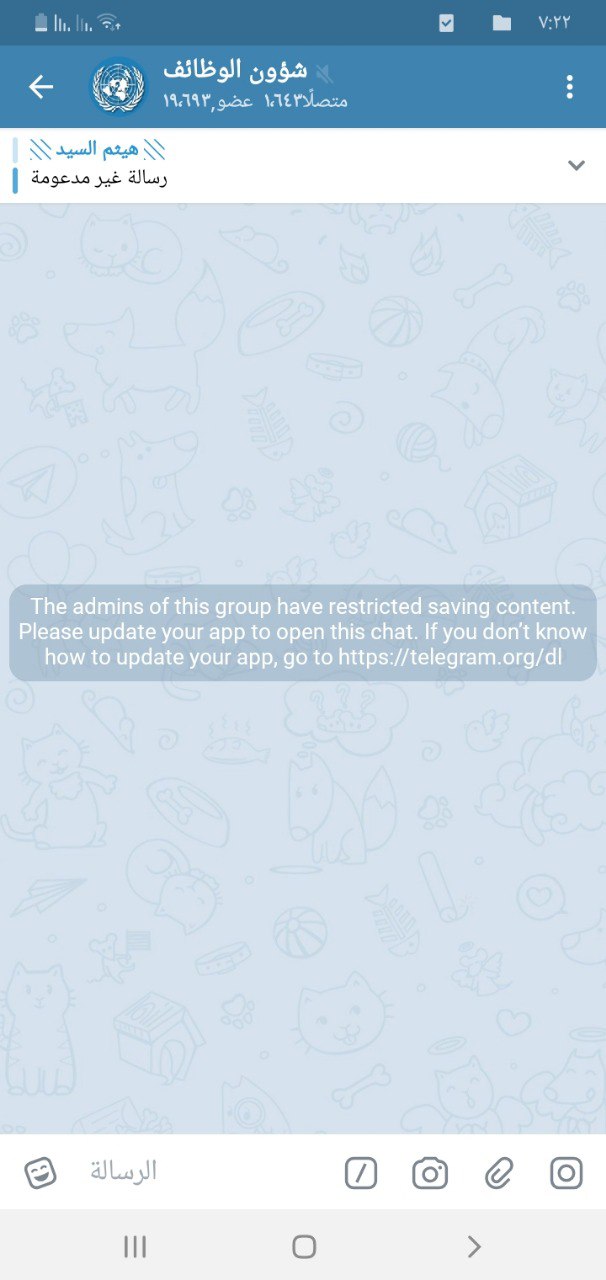 ٧:٢٢
شؤون الوظائف
١٩،٦٩٣ عضو, ١،٦٤٣ متصلًا
هيثم السيد
رسالة غير مدعومة
The admins of this group have restricted saving content.
Please update your app to open this chat. If you don't know
how to update your app, go to https://telegram.org/dl
الرسالة